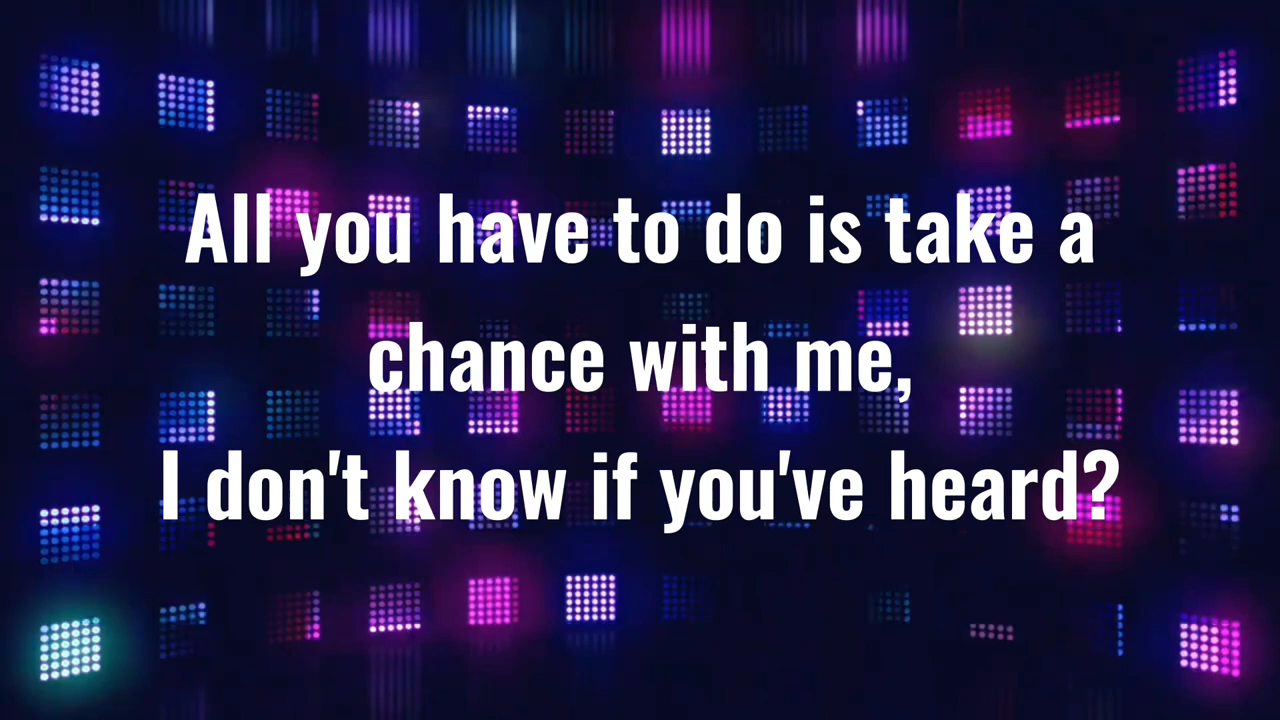 All you have to do is take a
chance with me,
I don't know if you've heard?